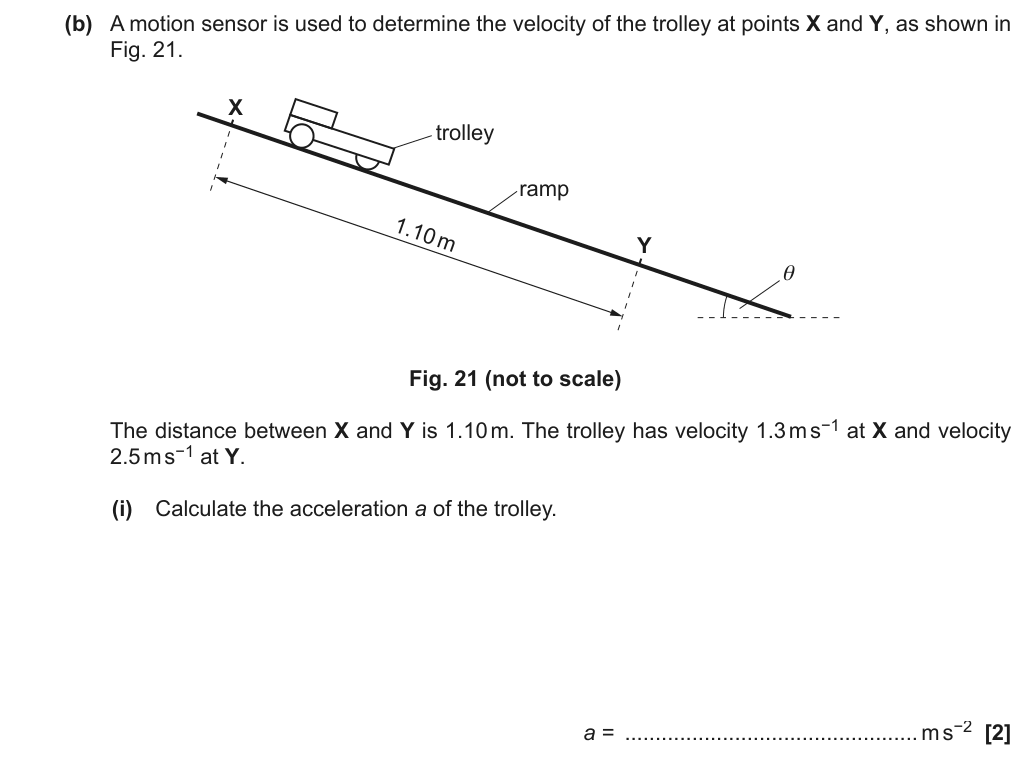 (b) A motion sensor is used to determine the velocity of the trolley at points X and Y, as shown in
Fig. 21.
X
trolley
ramp
1.10 m
Y
θ
Fig. 21 (not to scale)
The distance between X and Y is 1.10 m. The trolley has velocity 1.3 m s⁻¹ at X and velocity
2.5 m s⁻¹ at Y.
(i) Calculate the acceleration a of the trolley.
a = ................................................ m s⁻² [2]